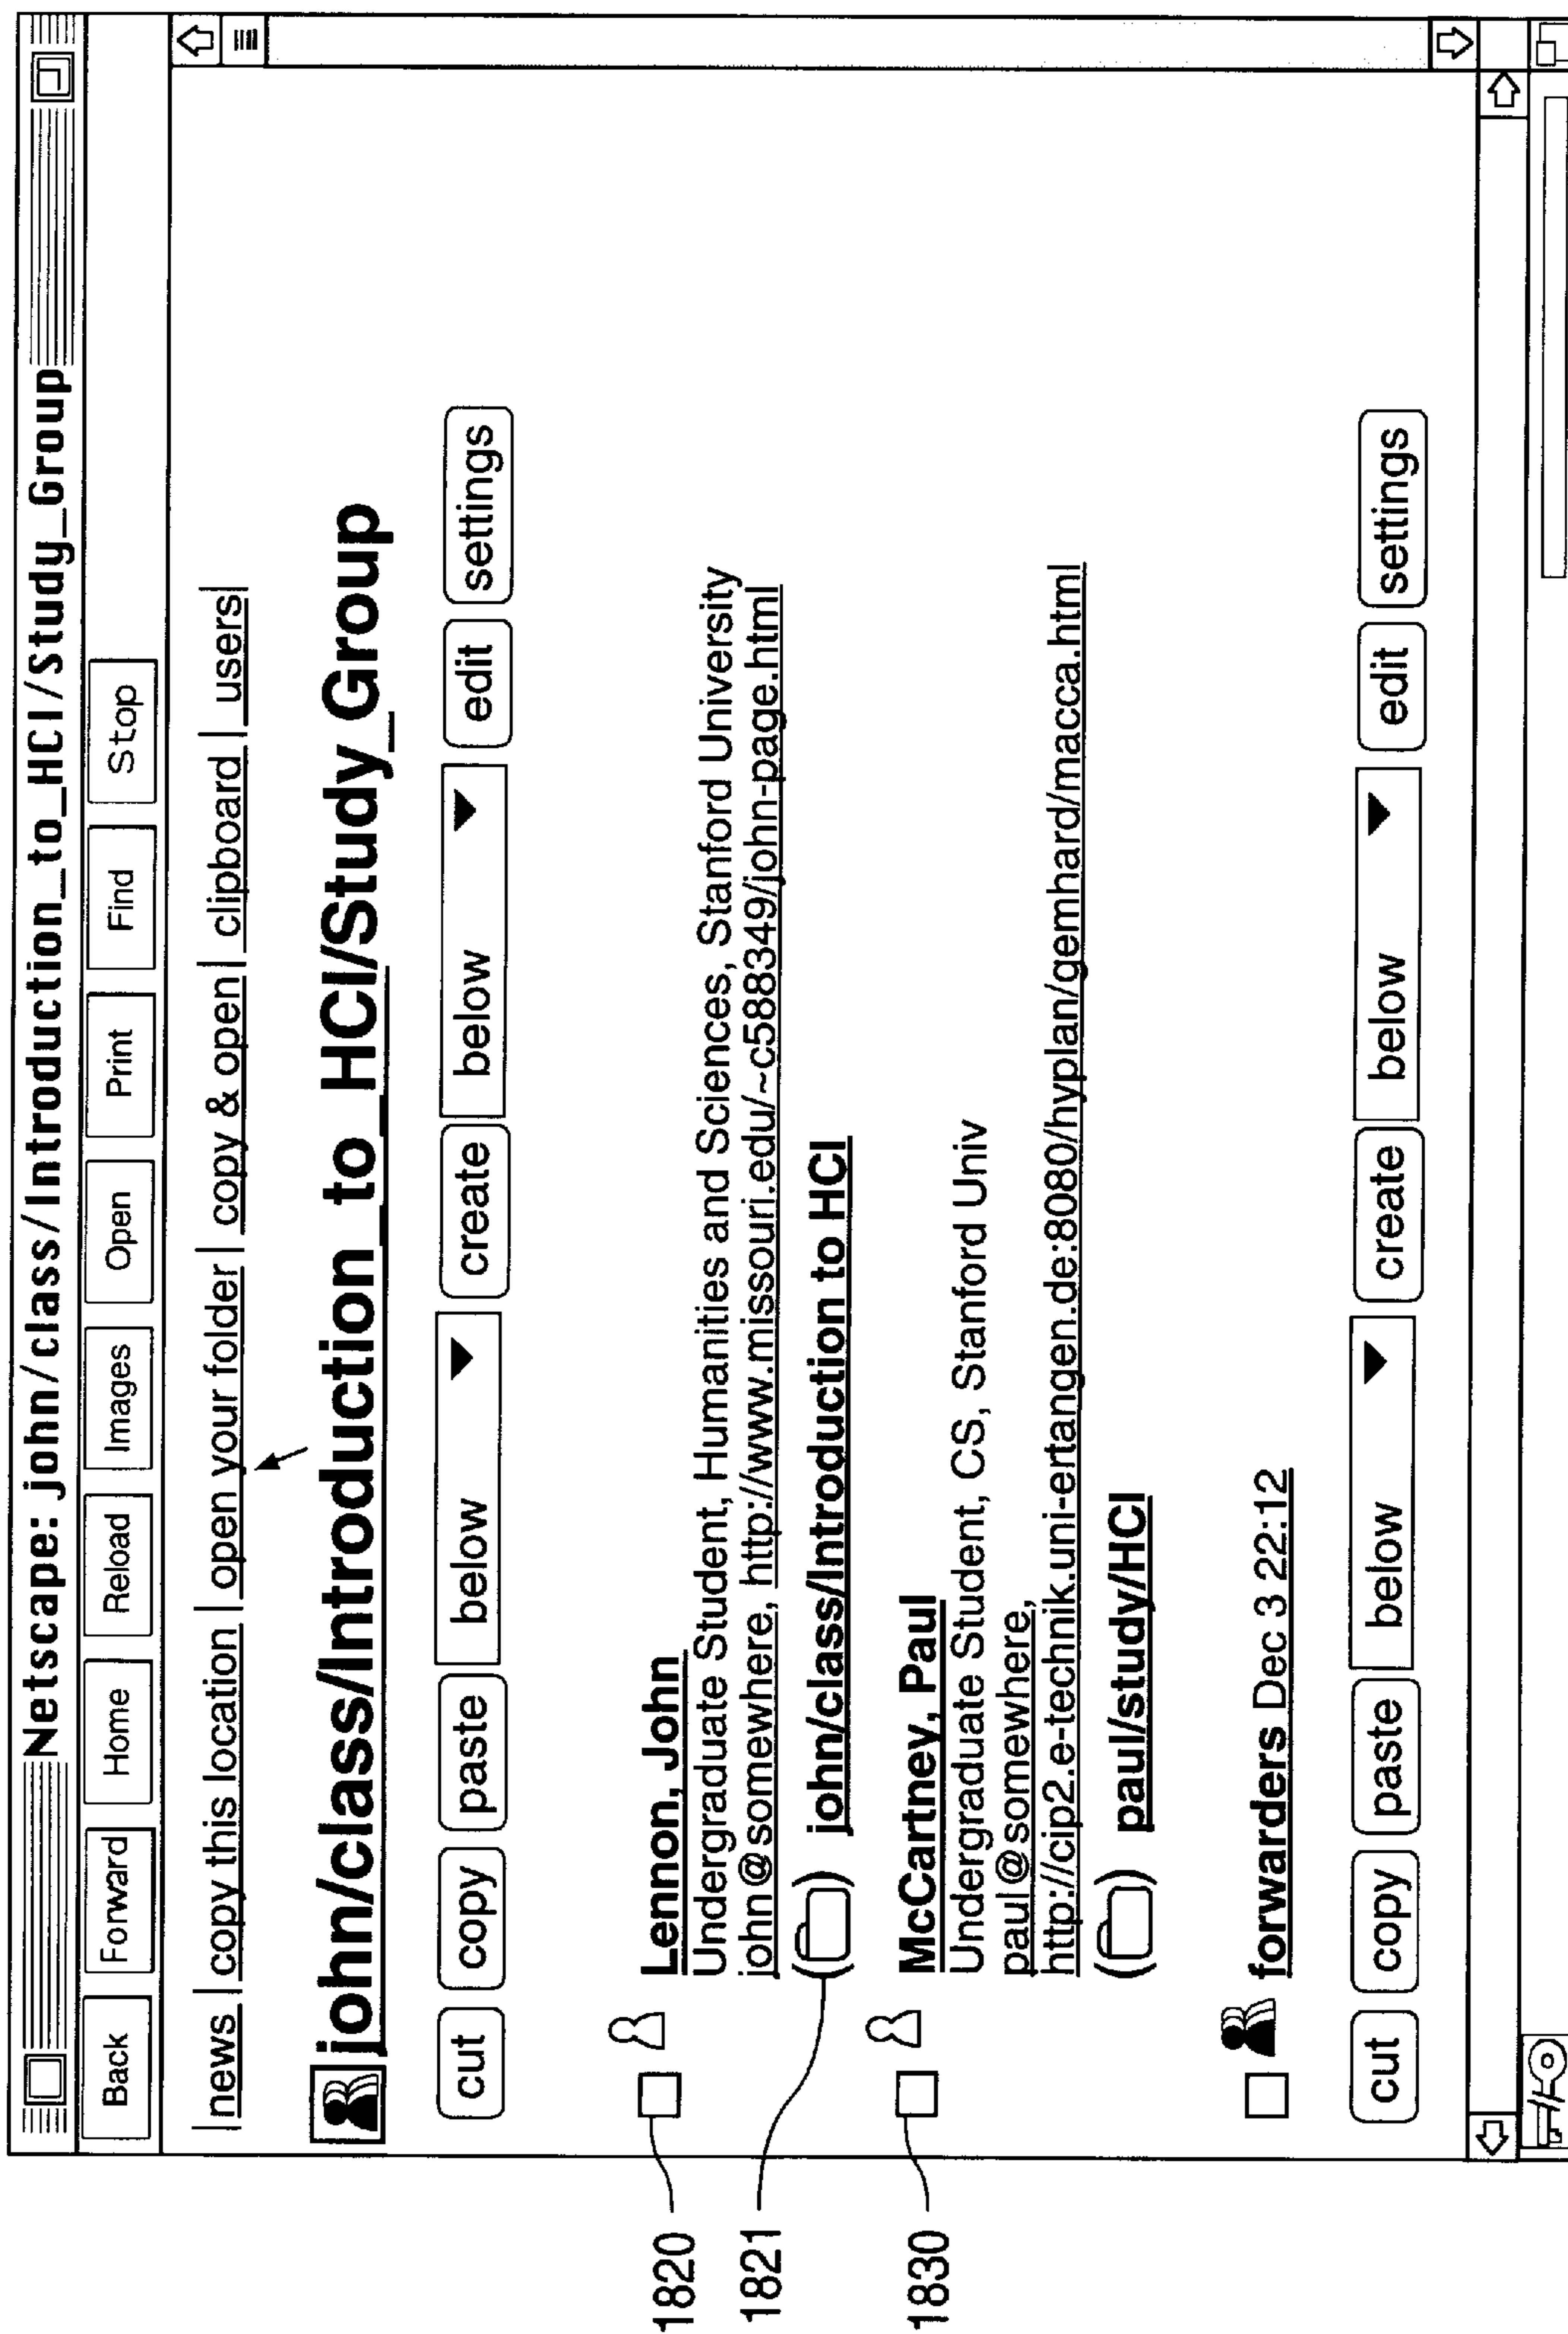 Netscape: john/class/Introduction_to_HCI/Study_Group
Back Forward Home Reload Images Open Print Find Stop
|news | copy this location | open your folder | copy & open | clipboard | users|
john/class/Introduction_to_HCI/Study_Group
cut copy paste below create below edit settings
1820
Lennon, John
Undergraduate Student, Humanities and Sciences, Stanford University
john@somewhere, http://www.missouri.edu/~c588349/john-page.html
1821
( ) john/class/Introduction to HCI
1830
McCartney, Paul
Undergraduate Student, CS, Stanford Univ
paul@somewhere,
http://cip2.e-technik.uni-ertangen.de:8080/hyplan/gernhard/macca.html
( ) paul/study/HCI
forwarders Dec 3 22:12
cut copy paste below create below edit settings